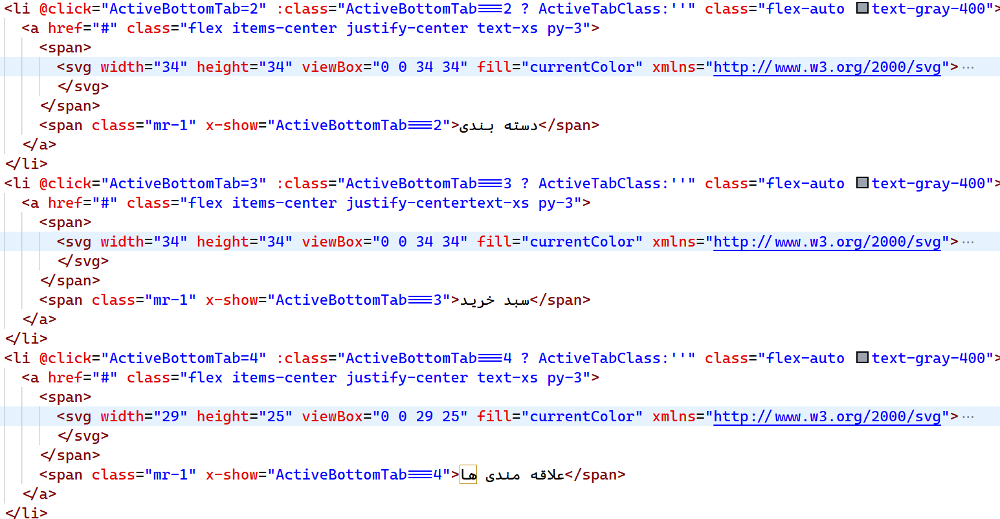 <li @click="ActiveBottomTab=2" :class="ActiveBottomTab===2 ? ActiveTabClass:''" class="flex-auto text-gray-400">
<a href="#" class="flex items-center justify-center text-xs py-3">
<span>
<svg width="34" height="34" viewBox="0 0 34 34" fill="currentColor" xmlns="http://www.w3.org/2000/svg">···
</svg>
</span>
<span class="mr-1" x-show="ActiveBottomTab===2">دسته بندی</span>
</a>
</li>
<li @click="ActiveBottomTab=3" :class="ActiveBottomTab===3 ? ActiveTabClass:''" class="flex-auto text-gray-400">
<a href="#" class="flex items-center justify-centertext-xs py-3">
<span>
<svg width="34" height="34" viewBox="0 0 34 34" fill="currentColor" xmlns="http://www.w3.org/2000/svg">···
</svg>
</span>
<span class="mr-1" x-show="ActiveBottomTab===3">سبد خرید</span>
</a>
</li>
<li @click="ActiveBottomTab=4" :class="ActiveBottomTab===4 ? ActiveTabClass:''" class="flex-auto text-gray-400">
<a href="#" class="flex items-center justify-center text-xs py-3">
<span>
<svg width="29" height="25" viewBox="0 0 29 25" fill="currentColor" xmlns="http://www.w3.org/2000/svg">···
</svg>
</span>
<span class="mr-1" x-show="ActiveBottomTab===4">علاقه مندی ها</span>
</a>
</li>